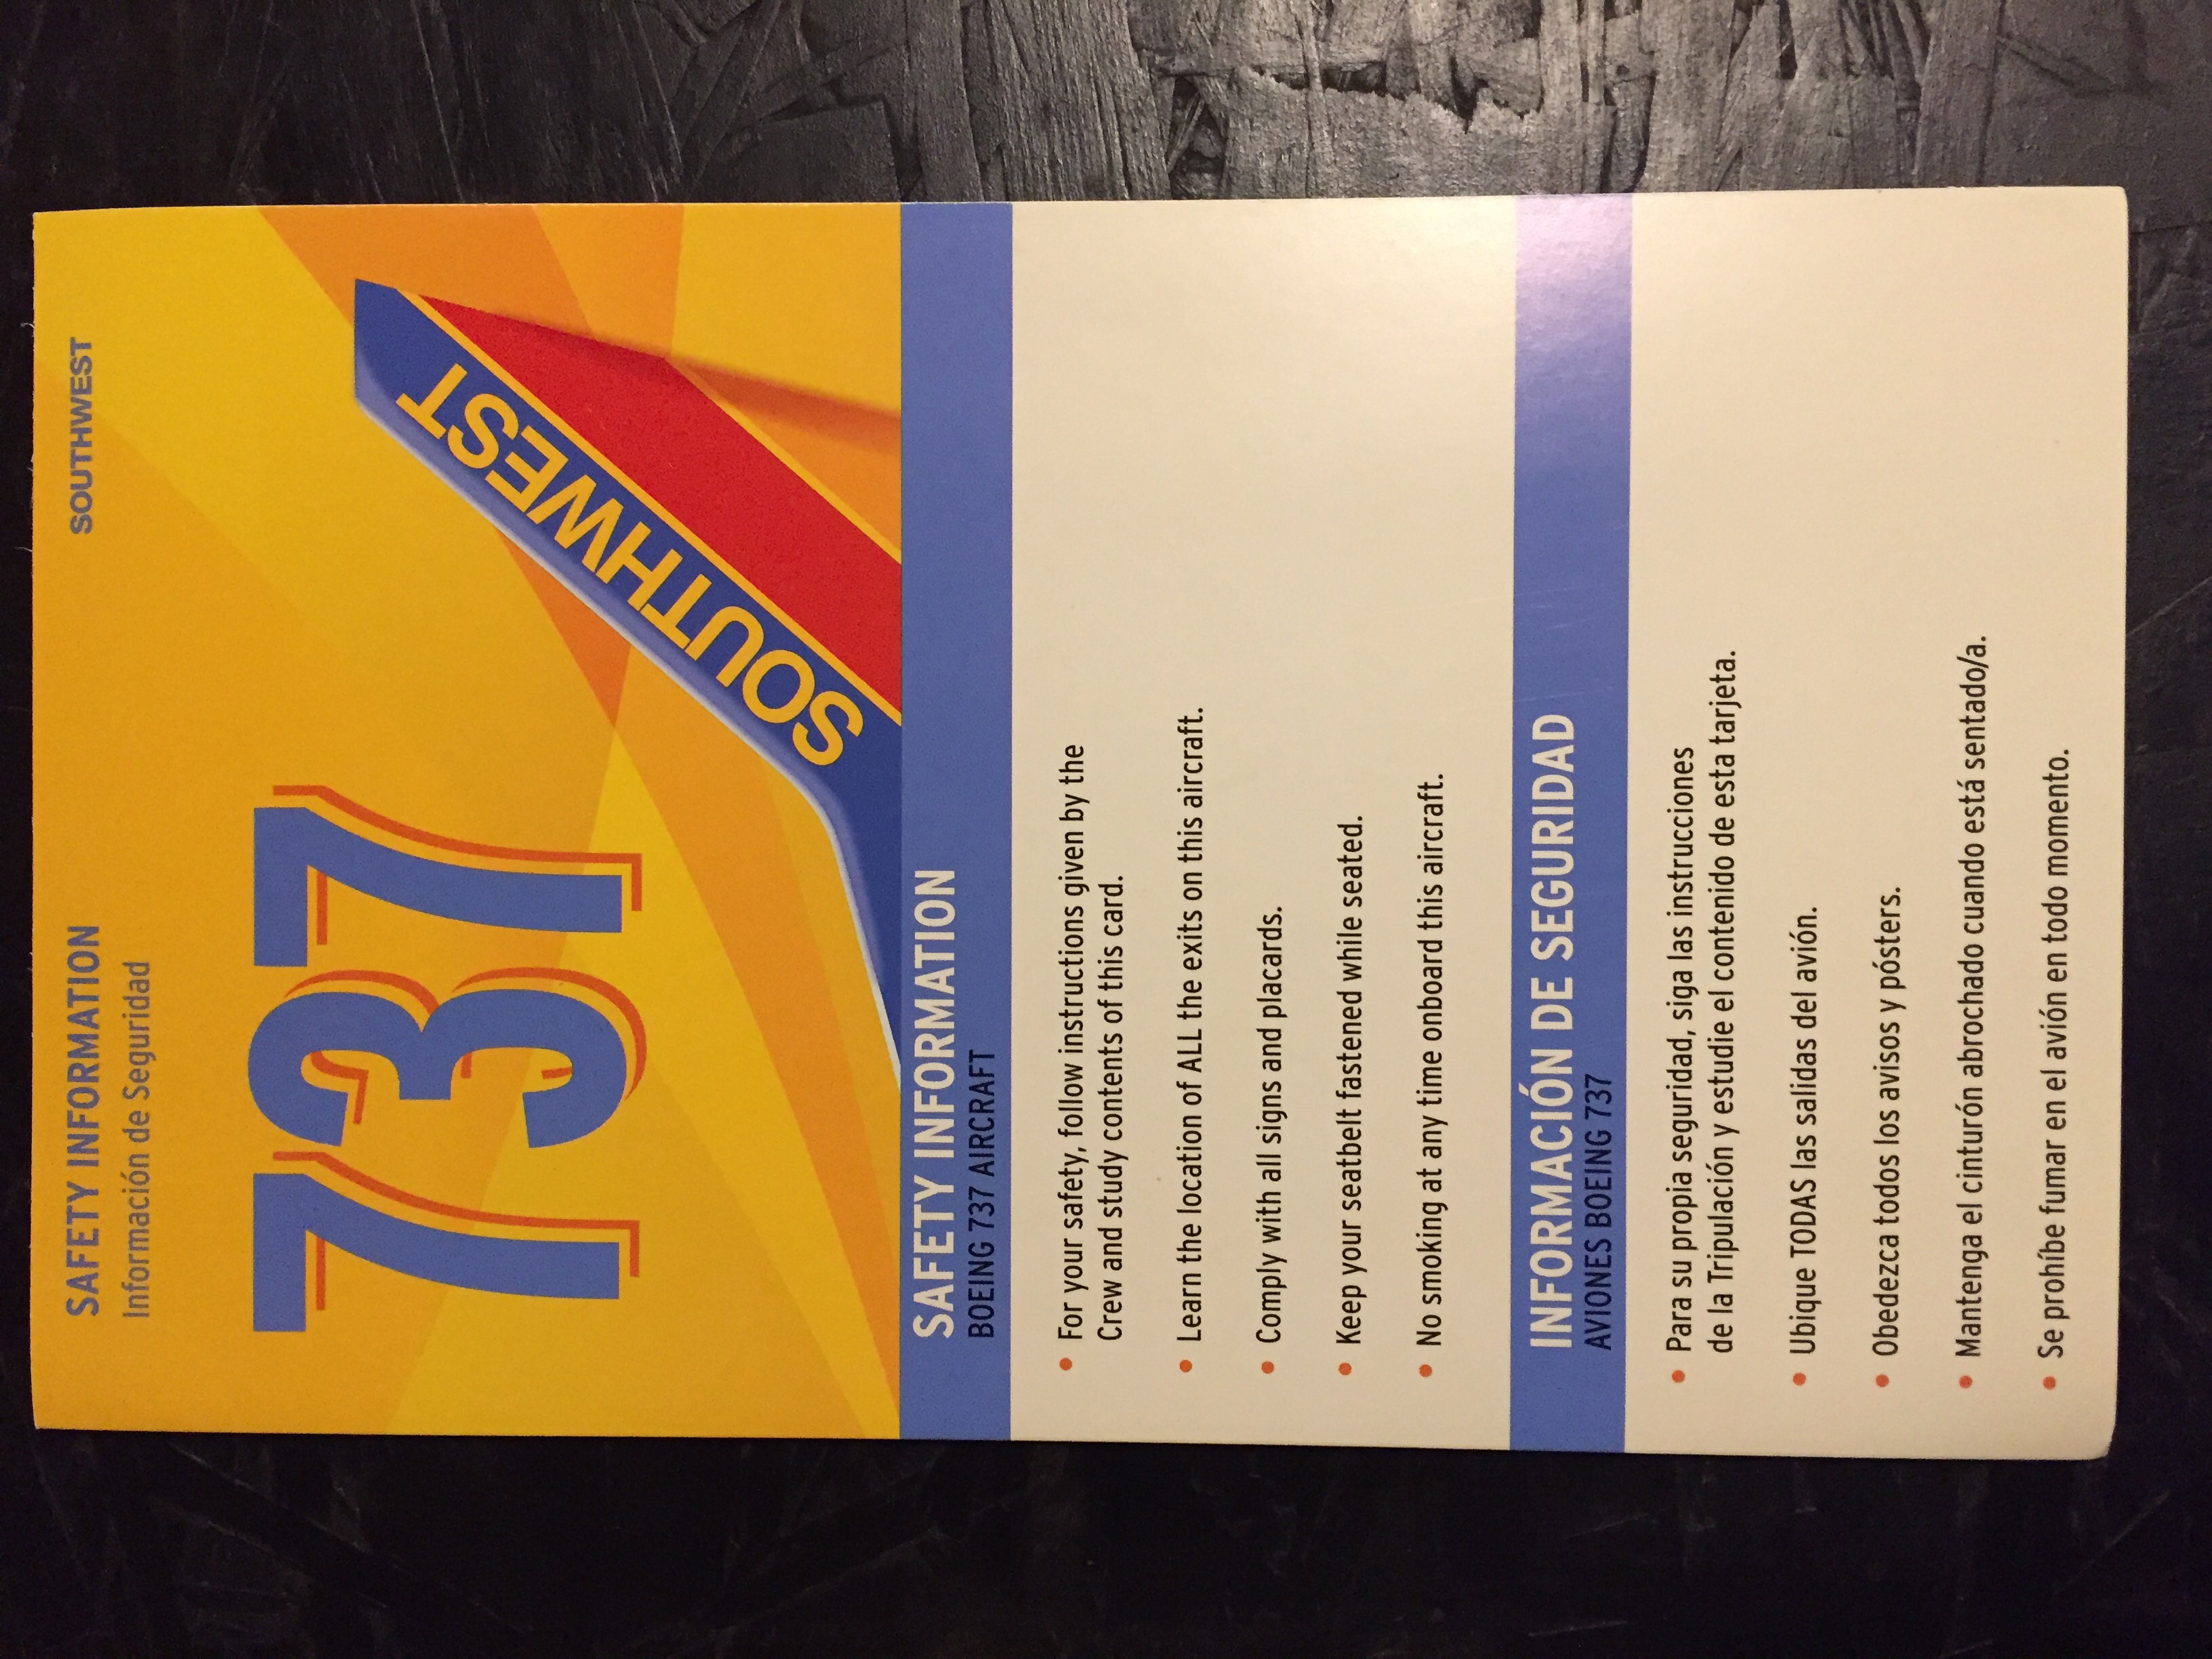 SAFETY INFORMATION
SOUTHWEST
Información de Seguridad
737
SOUTHWEST
SAFETY INFORMATION
BOEING 737 AIRCRAFT
• For your safety, follow instructions given by the
Crew and study contents of this card.
• Learn the location of ALL the exits on this aircraft.
• Comply with all signs and placards.
• Keep your seatbelt fastened while seated.
• No smoking at any time onboard this aircraft.
INFORMACIÓN DE SEGURIDAD
AVIONES BOEING 737
• Para su propia seguridad, siga las instrucciones
de la Tripulación y estudie el contenido de esta tarjeta.
• Ubique TODAS las salidas del avión.
• Obedezca todos los avisos y pósters.
• Mantenga el cinturón abrochado cuando está sentado/a.
• Se prohíbe fumar en el avión en todo momento.